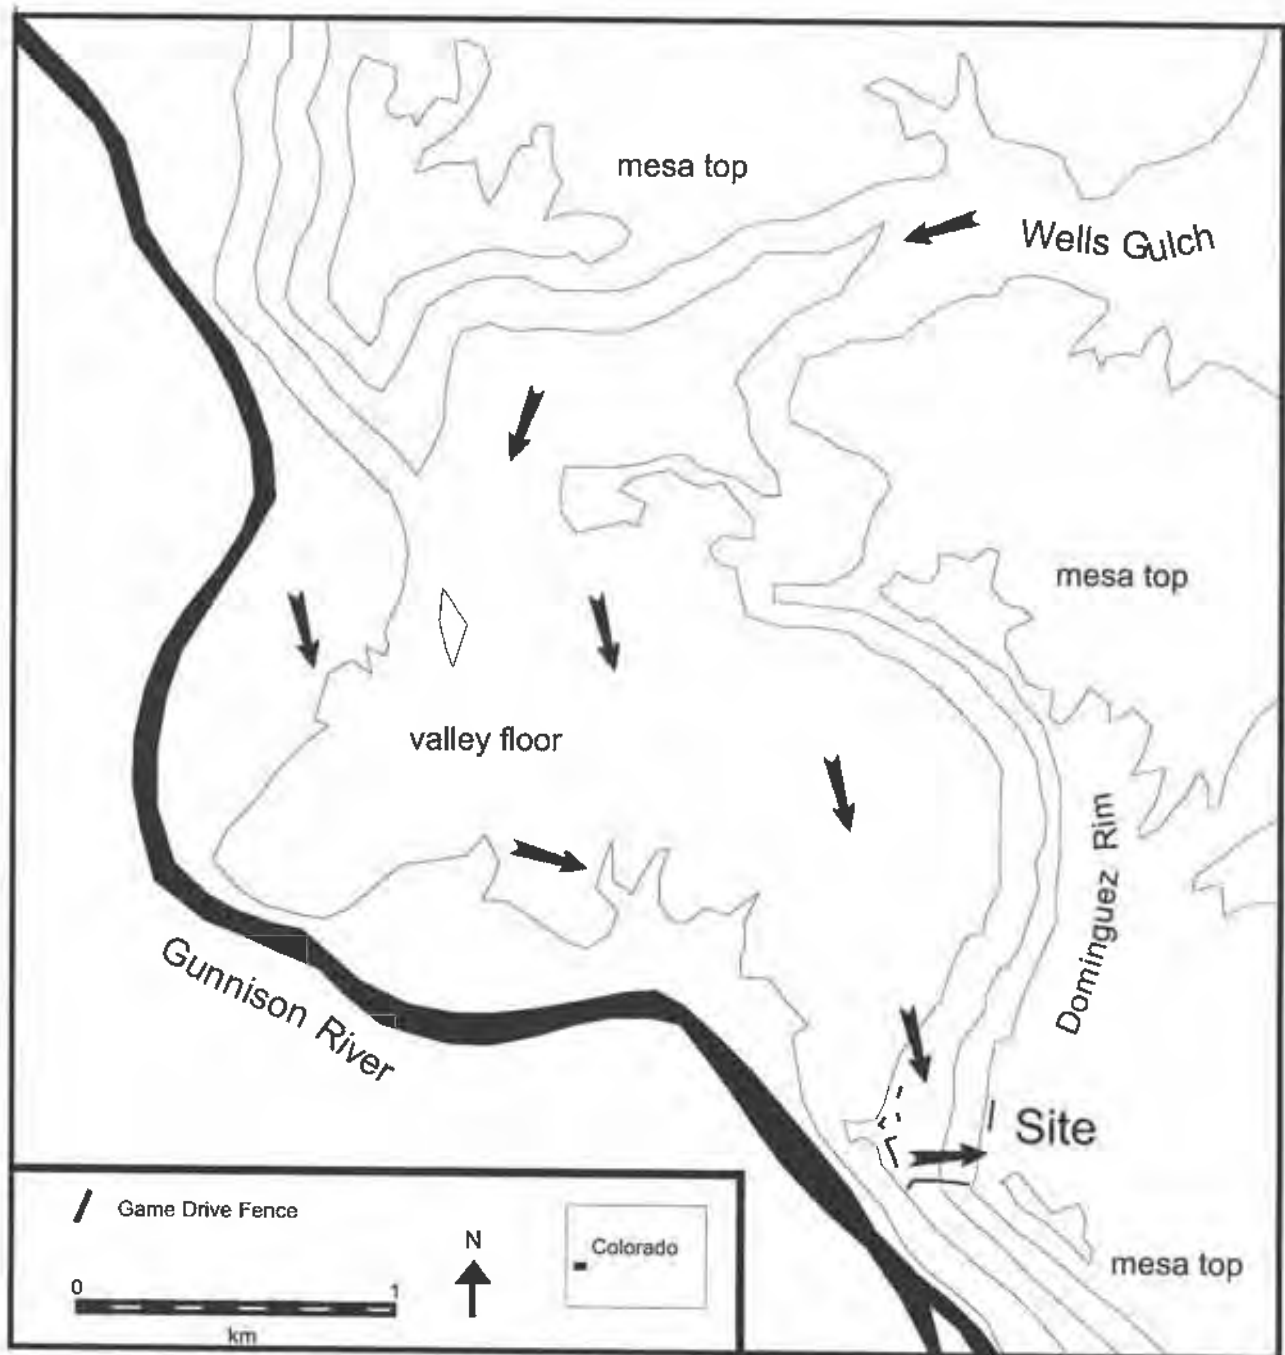 mesa top
Wells Gulch
mesa top
valley floor
Dominguez Rim
Gunnison River
Site
Game Drive Fence
N
Colorado
0 1
km
mesa top